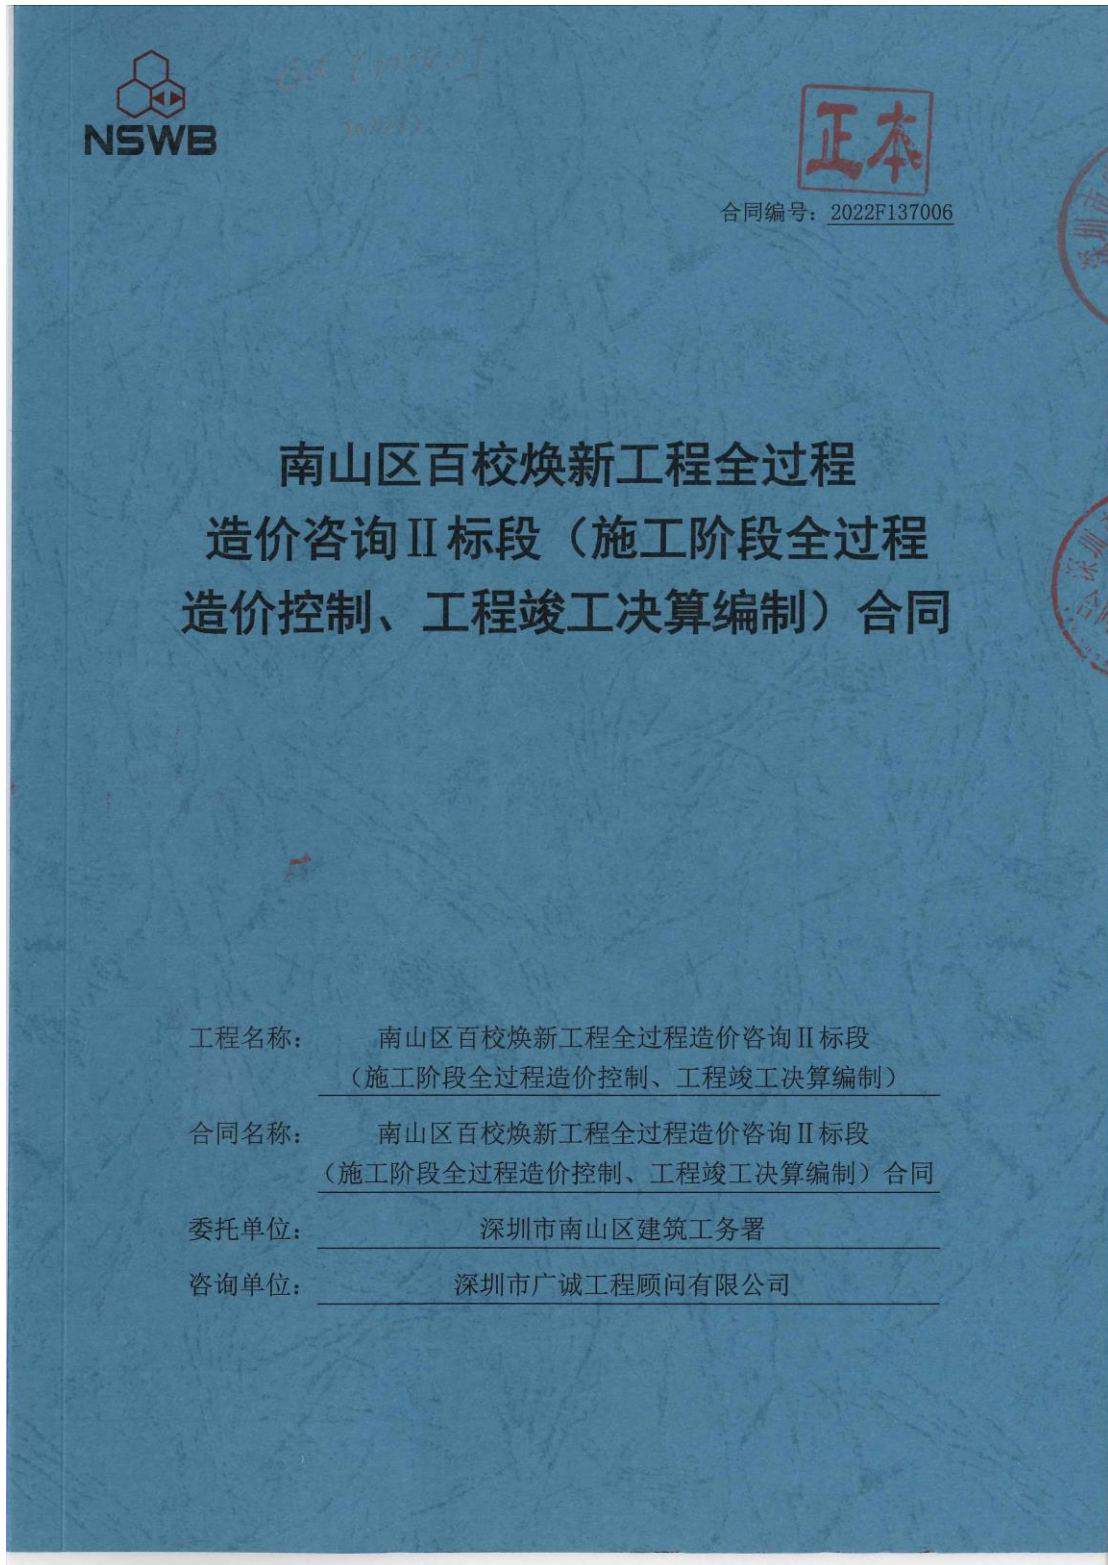 NSWB
正本
合同编号：2022F137006
南山区百校焕新工程全过程
造价咨询Ⅱ标段（施工阶段全过程
造价控制、工程竣工决算编制）合同
深圳
工程名称：南山区百校焕新工程全过程造价咨询Ⅱ标段
（施工阶段全过程造价控制、工程竣工决算编制）
合同名称：南山区百校焕新工程全过程造价咨询Ⅱ标段
（施工阶段全过程造价控制、工程竣工决算编制）合同
委托单位：深圳市南山区建筑工务署
咨询单位：深圳市广诚工程顾问有限公司